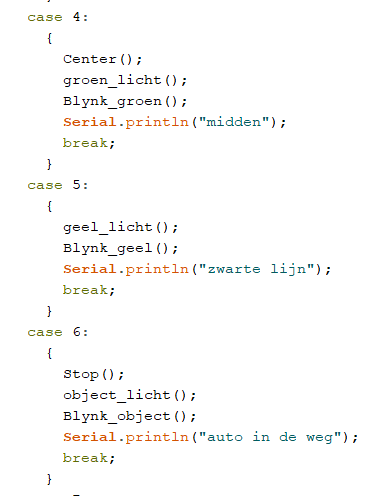 case 4:
{
Center();
groen_licht();
Blynk_groen();
Serial.println("midden");
break;
}
case 5:
{
geel_licht();
Blynk_geel();
Serial.println("zwarte lijn");
break;
}
case 6:
{
Stop();
object_licht();
Blynk_object();
Serial.println("auto in de weg");
break;
}